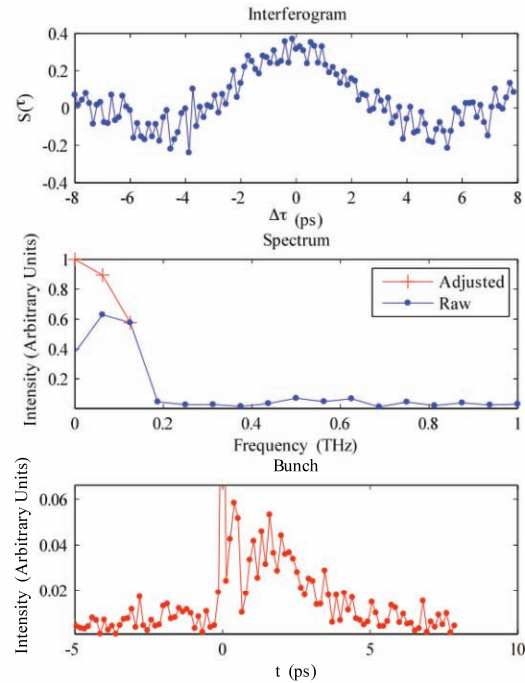 Interferogram
0.4
0.2
0
-0.2
-0.4
S(τ)
-8 -6 -4 -2 0 2 4 6 8
Δτ (ps)
Spectrum
1
0.8
0.6
0.4
0.2
Intensity (Arbitrary Units)
Adjusted
Raw
0 0.2 0.4 0.6 0.8 1
Frequency (THz)
Bunch
0.06
0.04
0.02
Intensity (Arbitrary Units)
-5 0 5 10
t (ps)